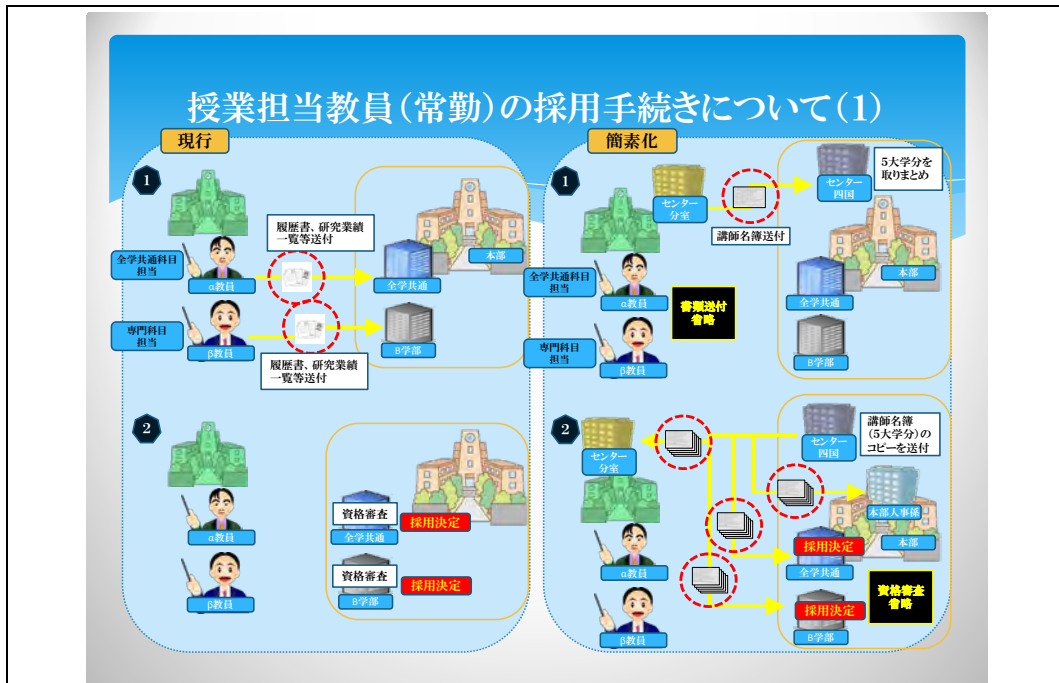 授業担当教員(常勤)の採用手続きについて(1)
現行
1
履歴書、研究業績
一覧等送付
本部
全学共通科目
担当
α教員
全学共通
専門科目
担当
β教員
B学部
履歴書、研究業績
一覧等送付
2
α教員
資格審査
全学共通
採用決定
β教員
資格審査
B学部
採用決定
簡素化
1
センター
分室
講師名簿送付
センター
四国
5大学分を
取りまとめ
本部
全学共通科目
担当
α教員
書類送付
省略
全学共通
専門科目
担当
β教員
B学部
2
センター
分室
センター
四国
講師名簿
(5大学分)の
コピーを送付
本部人事係
本部
α教員
採用決定
全学共通
β教員
採用決定
B学部
資格審査
省略